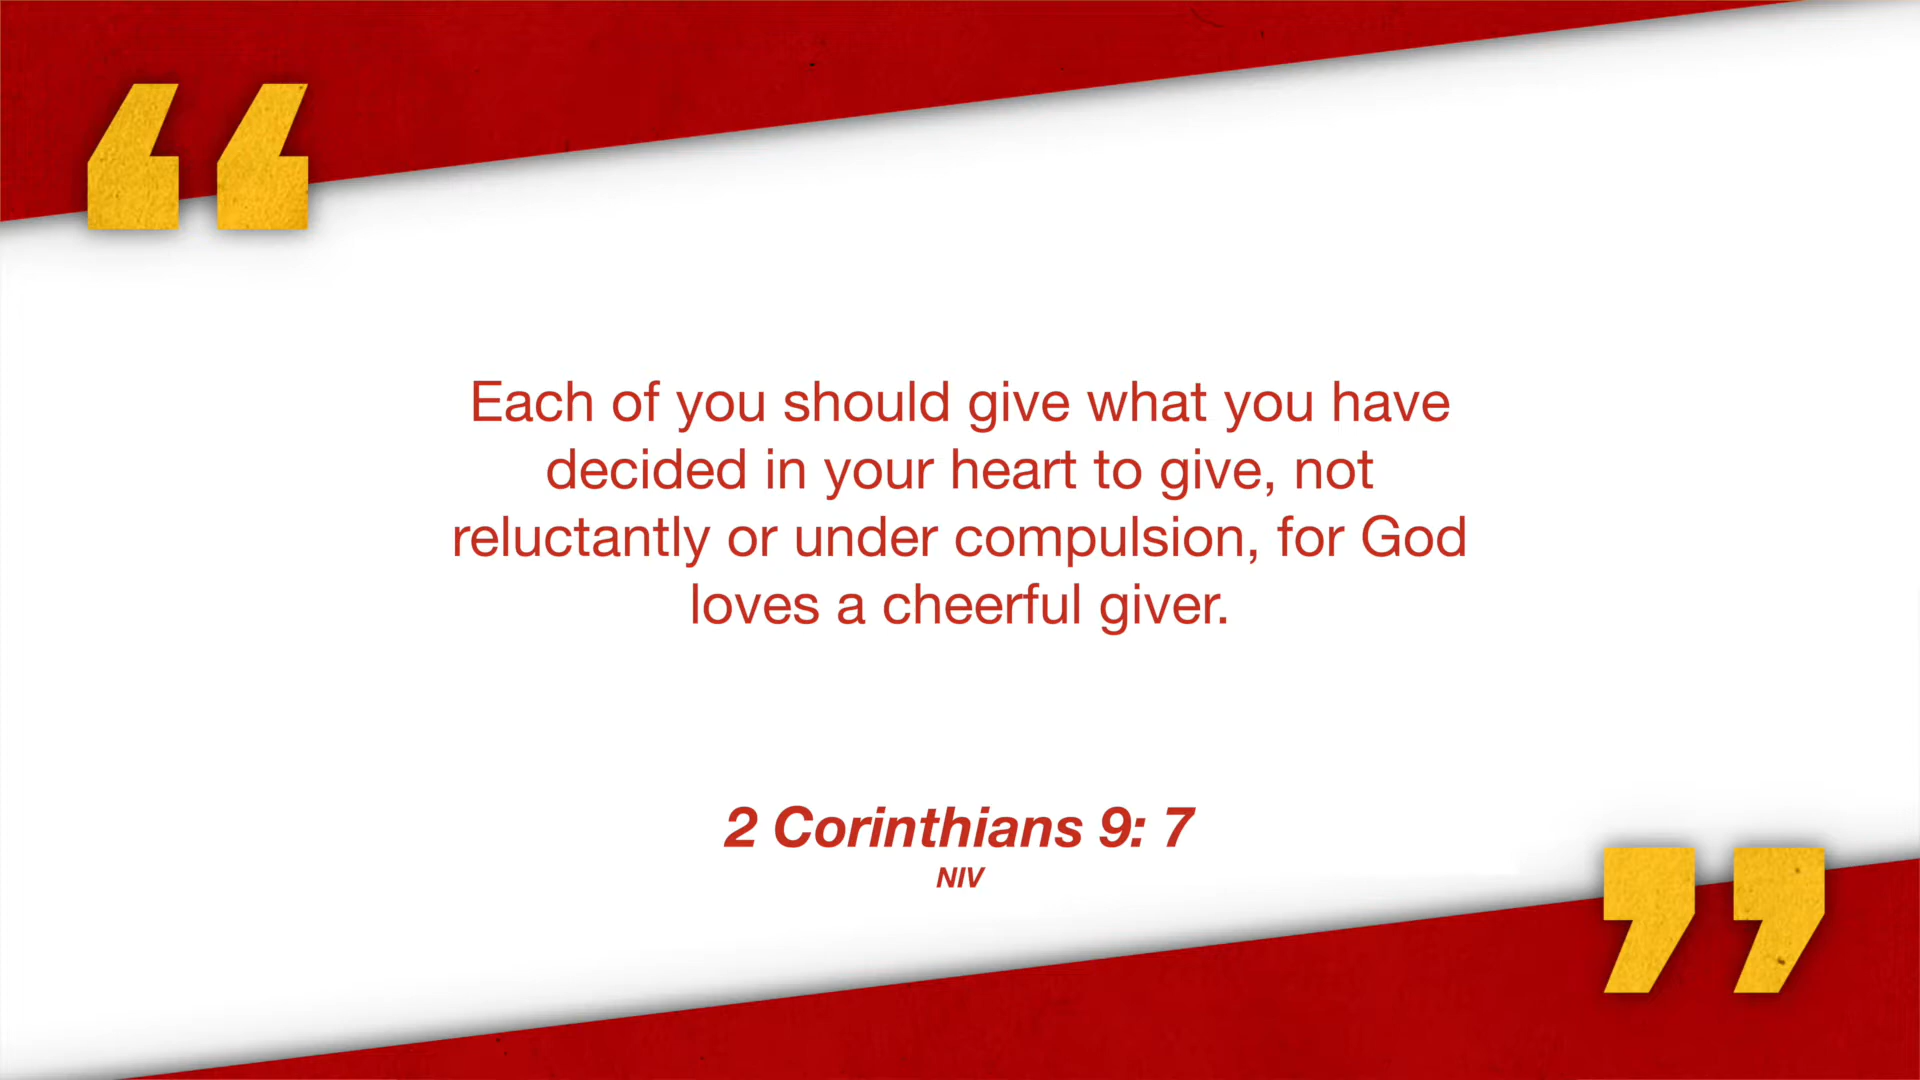 Each of you should give what you have
decided in your heart to give, not
reluctantly or under compulsion, for God
loves a cheerful giver.
2 Corinthians 9: 7
NIV